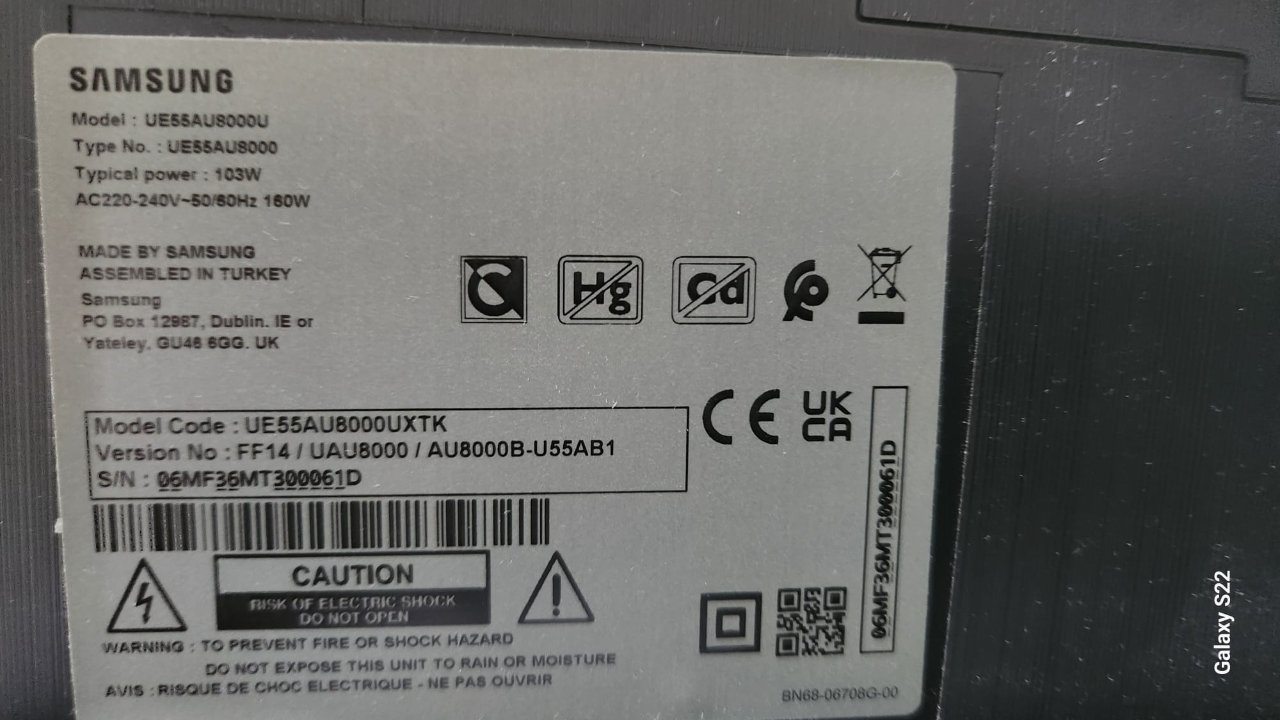 SAMSUNG
Model : UE55AU8000U
Type No. : UE55AU8000
Typical power : 103W
AC220-240V~50/60Hz 160W
MADE BY SAMSUNG
ASSEMBLED IN TURKEY
Samsung
PO Box 12987, Dublin. IE or
Yateley, GU46 6GG. UK
C
Hg
Cd
CE
UK
CA
Model Code : UE55AU8000UXTK
Version No : FF14 / UAU8000 / AU8000B-U55AB1
S/N : 06MF36MT300061D
06MF36MT300061D
CAUTION
RISK OF ELECTRIC SHOCK
DO NOT OPEN
WARNING : TO PREVENT FIRE OR SHOCK HAZARD
DO NOT EXPOSE THIS UNIT TO RAIN OR MOISTURE
AVIS : RISQUE DE CHOC ELECTRIQUE - NE PAS OUVRIR
BN68-06706G-00
Galaxy S22